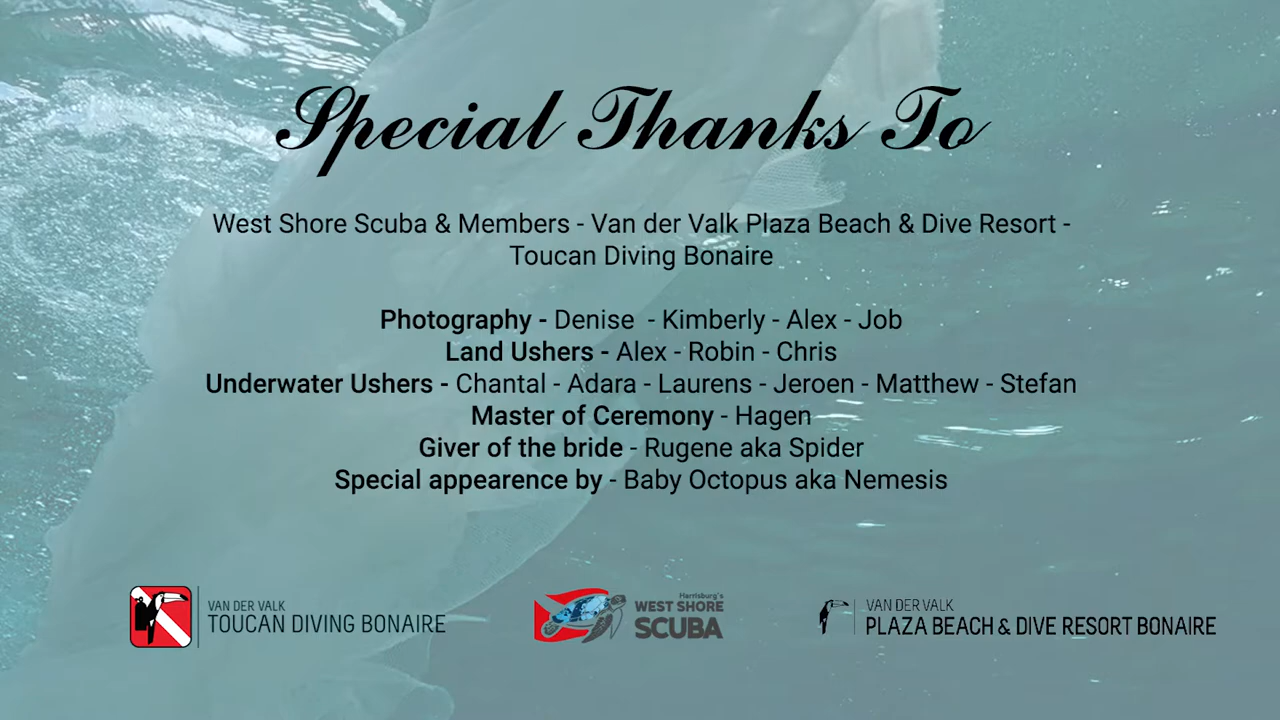 Special Thanks To
West Shore Scuba & Members - Van der Valk Plaza Beach & Dive Resort -
Toucan Diving Bonaire
Photography - Denise  - Kimberly - Alex - Job
Land Ushers - Alex - Robin - Chris
Underwater Ushers - Chantal - Adara - Laurens - Jeroen - Matthew - Stefan
Master of Ceremony - Hagen
Giver of the bride - Rugene aka Spider
Special appearence by - Baby Octopus aka Nemesis
VAN DER VALK
TOUCAN DIVING BONAIRE
Harrisburg's
WEST SHORE
SCUBA
VAN DER VALK
PLAZA BEACH & DIVE RESORT BONAIRE